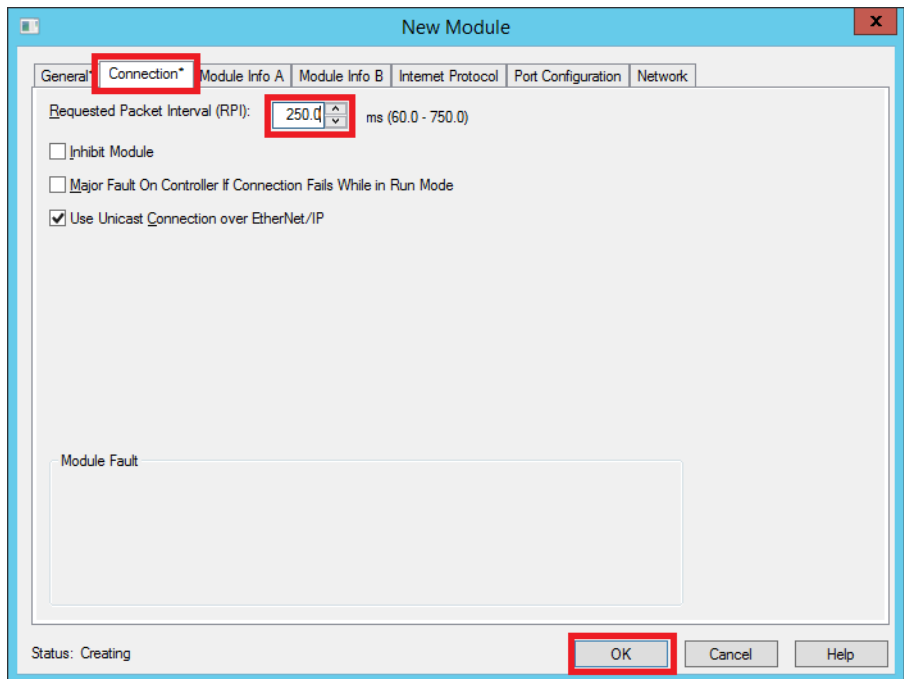 New Module
x
General* Connection* Module Info A Module Info B Internet Protocol Port Configuration Network
Requested Packet Interval (RPI): 250.0 ms (60.0 - 750.0)
Inhibit Module
Major Fault On Controller If Connection Fails While in Run Mode
Use Unicast Connection over EtherNet/IP
Module Fault
Status: Creating OK Cancel Help